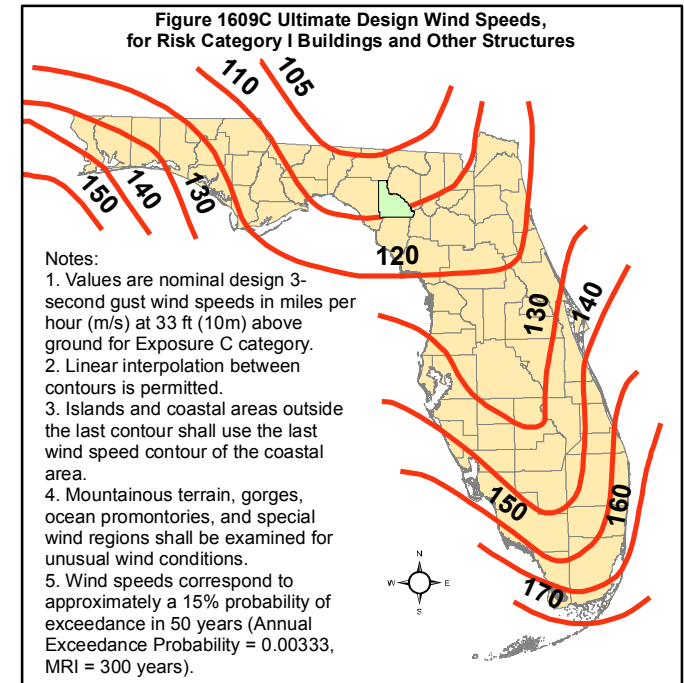 Figure 1609C Ultimate Design Wind Speeds,
for Risk Category I Buildings and Other Structures
105
110
150
140
130
120
Notes:
1. Values are nominal design 3-
second gust wind speeds in miles per
hour (m/s) at 33 ft (10m) above
ground for Exposure C category.
2. Linear interpolation between
contours is permitted.
3. Islands and coastal areas outside
the last contour shall use the last
wind speed contour of the coastal
area.
4. Mountainous terrain, gorges,
ocean promontories, and special
wind regions shall be examined for
unusual wind conditions.
5. Wind speeds correspond to
approximately a 15% probability of
exceedance in 50 years (Annual
Exceedance Probability = 0.00333,
MRI = 300 years).
130
140
150
160
170
N
W
E
S